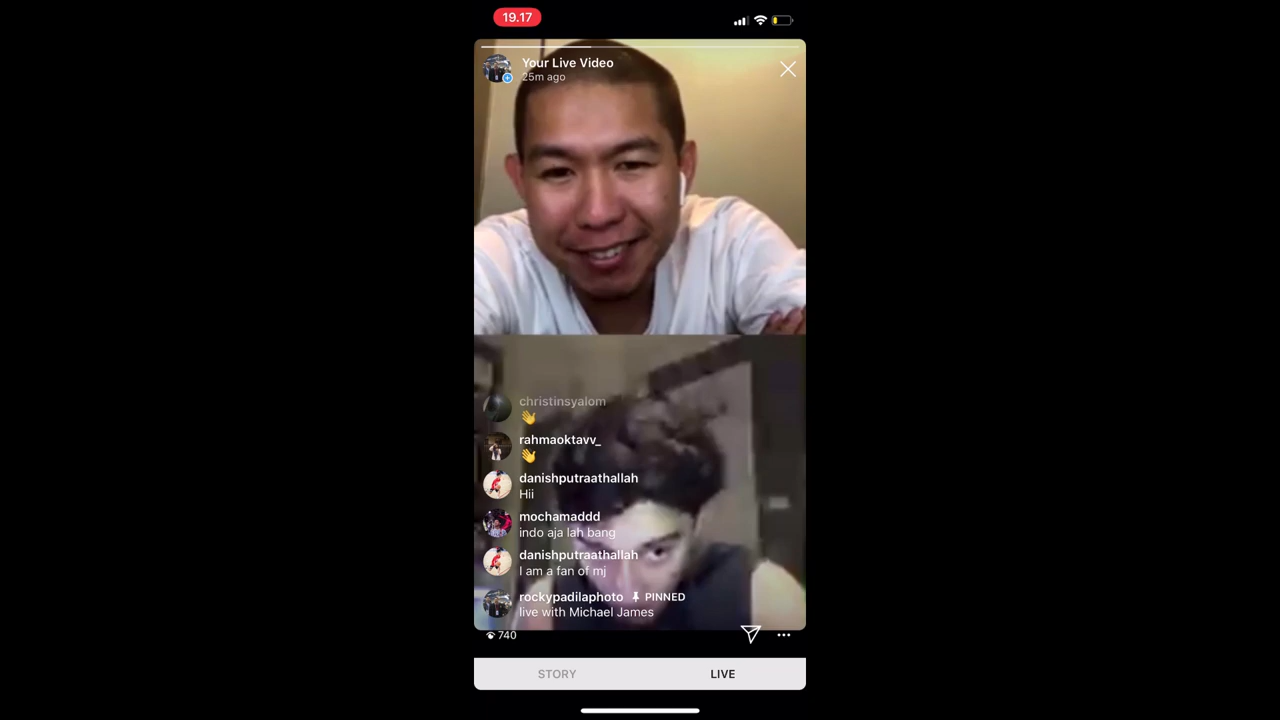 19.17
Your Live Video
25m ago
christinsyalom
👋
rahmaoktavv_
👋
danishputraathallah
Hii
mochamaddd
indo aja lah bang
danishputraathallah
I am a fan of mj
rockypadilaphoto PINNED
live with Michael James
740
STORY
LIVE